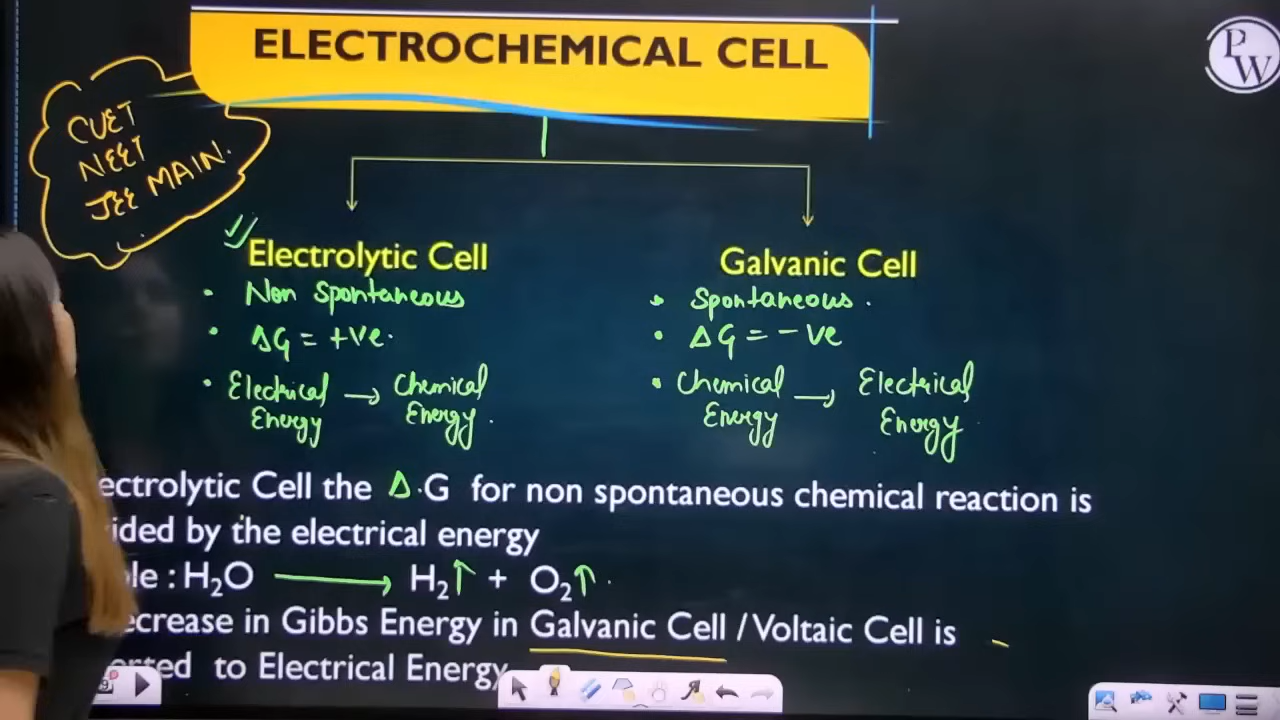 ELECTROCHEMICAL CELL
PW
CUET
NEET
JEE MAIN.
Electrolytic Cell
• Non Spontaneous
• ΔG = +ve.
• Electrical Energy → Chemical Energy.
Galvanic Cell
• Spontaneous.
• ΔG = -ve
• Chemical Energy → Electrical Energy
ectrolytic Cell the Δ.G for non spontaneous chemical reaction is
ided by the electrical energy
le : H₂O ⟶ H₂↑ + O₂↑.
ecrease in Gibbs Energy in Galvanic Cell / Voltaic Cell is
erted to Electrical Energy